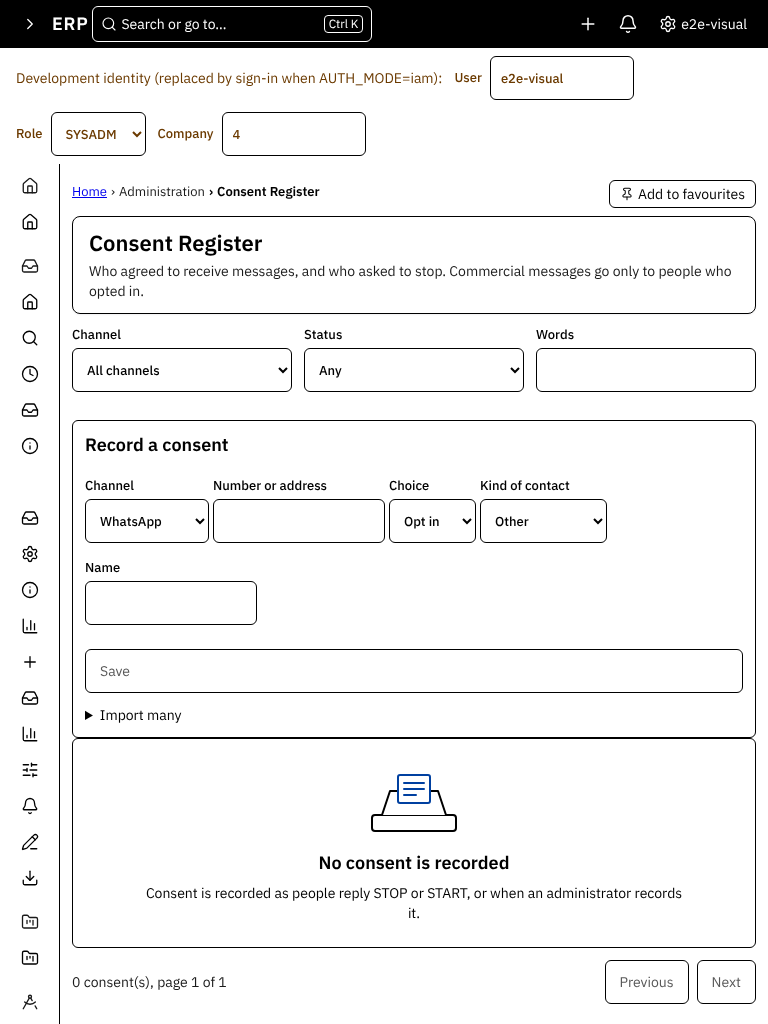 ERP
Search or go to...
Ctrl K
e2e-visual
Development identity (replaced by sign-in when AUTH_MODE=iam):
User
e2e-visual
Role
SYSADM
Company
4
Home › Administration › Consent Register
Add to favourites
Consent Register
Who agreed to receive messages, and who asked to stop. Commercial messages go only to people who
opted in.
Channel
Status
Words
All channels
Any
Record a consent
Channel
Number or address
Choice
Kind of contact
WhatsApp
Opt in
Other
Name
Save
Import many
No consent is recorded
Consent is recorded as people reply STOP or START, or when an administrator records
it.
0 consent(s), page 1 of 1
Previous
Next